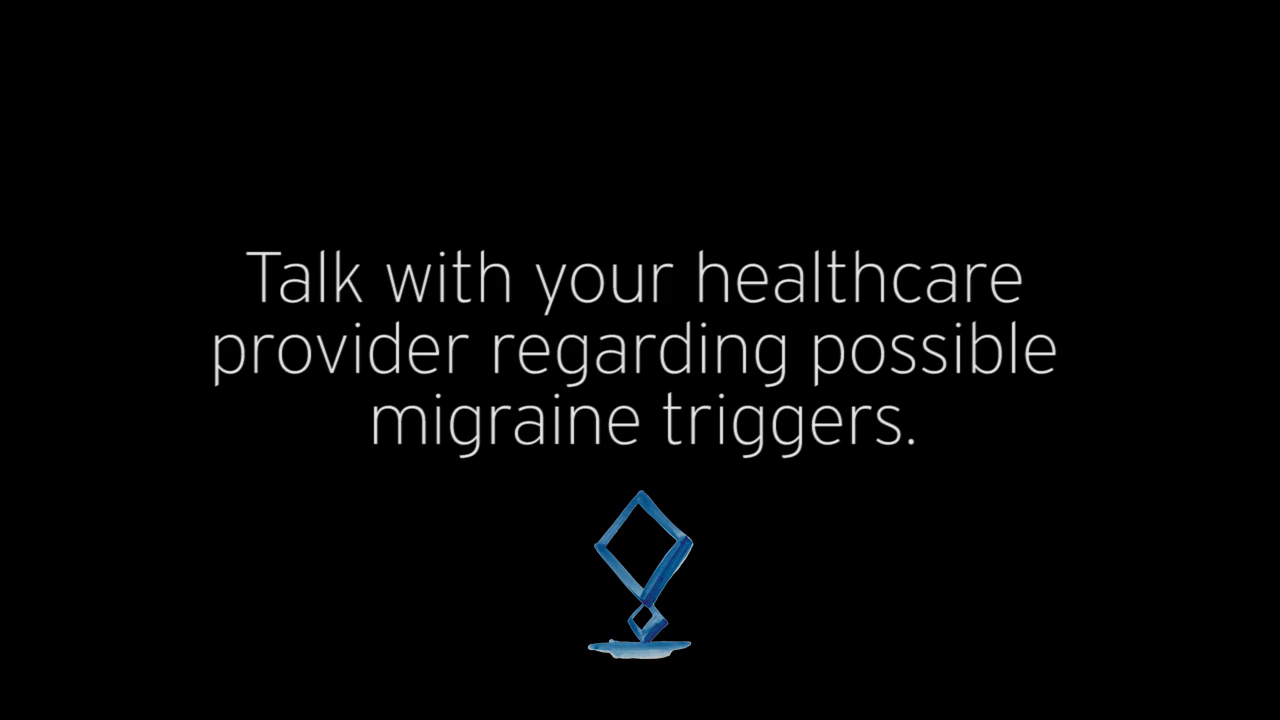 Talk with your healthcare
provider regarding possible
migraine triggers.